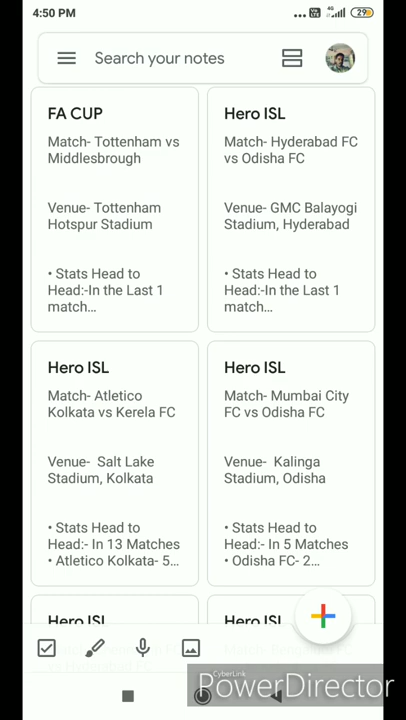 4:50 PM
4G
29
Search your notes
FA CUP
Match- Tottenham vs
Middlesbrough
Venue- Tottenham
Hotspur Stadium
• Stats Head to
Head:-In the Last 1
match...
Hero ISL
Match- Hyderabad FC
vs Odisha FC
Venue- GMC Balayogi
Stadium, Hyderabad
• Stats Head to
Head:-In the Last 1
match...
Hero ISL
Match- Atletico
Kolkata vs Kerela FC
Venue- Salt Lake
Stadium, Kolkata
• Stats Head to
Head:- In 13 Matches
• Atletico Kolkata- 5...
Hero ISL
Match- Mumbai City
FC vs Odisha FC
Venue- Kalinga
Stadium, Odisha
• Stats Head to
Head:- In 5 Matches
• Odisha FC- 2...
Hero ISL
Hero ISL
CyberLink
PowerDirector